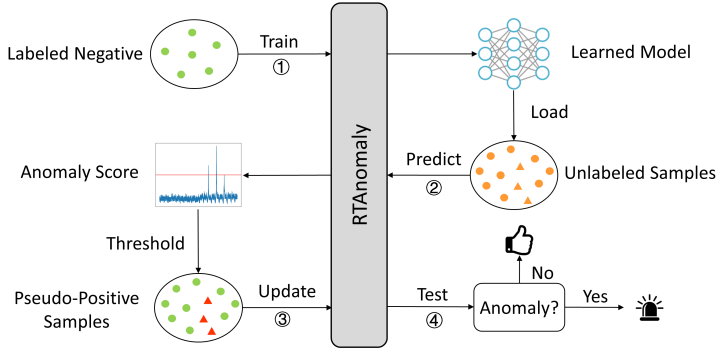 Labeled Negative
Train
①
Learned Model
Load
RTAnomaly
Anomaly Score
Predict
②
Unlabeled Samples
Threshold
Pseudo-Positive
Samples
Update
③
Test
④
Anomaly?
No
Yes